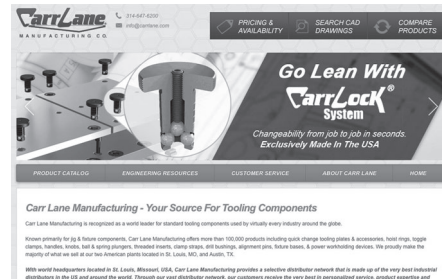 CarrLane
MANUFACTURING CO.
314-647-6200
info@carrlane.com
PRICING &
AVAILABILITY
SEARCH CAD
DRAWINGS
COMPARE
PRODUCTS
Go Lean With
CarrLock®
System
Changeability from job to job in seconds.
Exclusively Made In The USA
PRODUCT CATALOG
ENGINEERING RESOURCES
CUSTOMER SERVICE
ABOUT CARR LANE
HOME
Carr Lane Manufacturing - Your Source For Tooling Components
Carr Lane Manufacturing is recognized as a world leader for standard tooling components used by virtually every industry around the globe.
Known primarily for jig & fixture components, Carr Lane Manufacturing offers more than 100,000 products including quick change tooling plates & accessories, hoist rings, toggle
clamps, handles, knobs, ball & spring plungers, threaded inserts, clamp straps, drill bushings, alignment pins, fixture bases, & power workholding devices. We proudly make the
majority of what we sell at our two American plants located in St. Louis, MO, and Austin, TX.
With world headquarters located in St. Louis, Missouri, USA, Carr Lane Manufacturing provides a selective distributor network that is made up of the very best industrial
distributors in the US and around the world. Through our vast distributor network, our customers receive the very best in personalized service, product expertise and